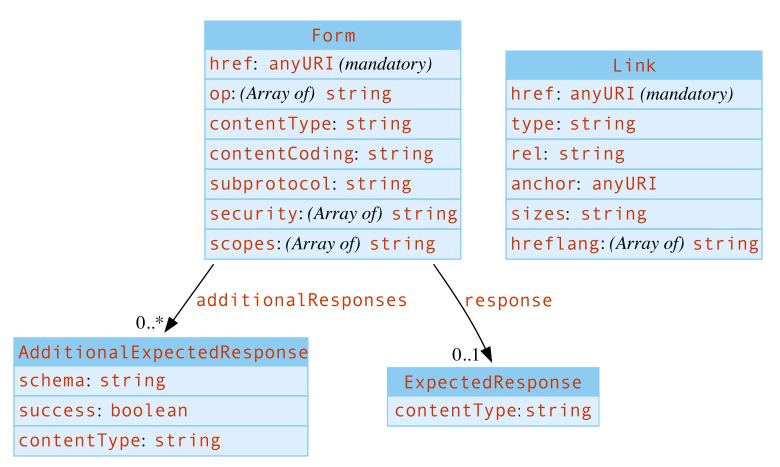 Form
href: anyURI (mandatory)
op: (Array of) string
contentType: string
contentCoding: string
subprotocol: string
security: (Array of) string
scopes: (Array of) string
Link
href: anyURI (mandatory)
type: string
rel: string
anchor: anyURI
sizes: string
hreflang: (Array of) string
additionalResponses
response
0..*
0..1
AdditionalExpectedResponse
schema: string
success: boolean
contentType: string
ExpectedResponse
contentType: string